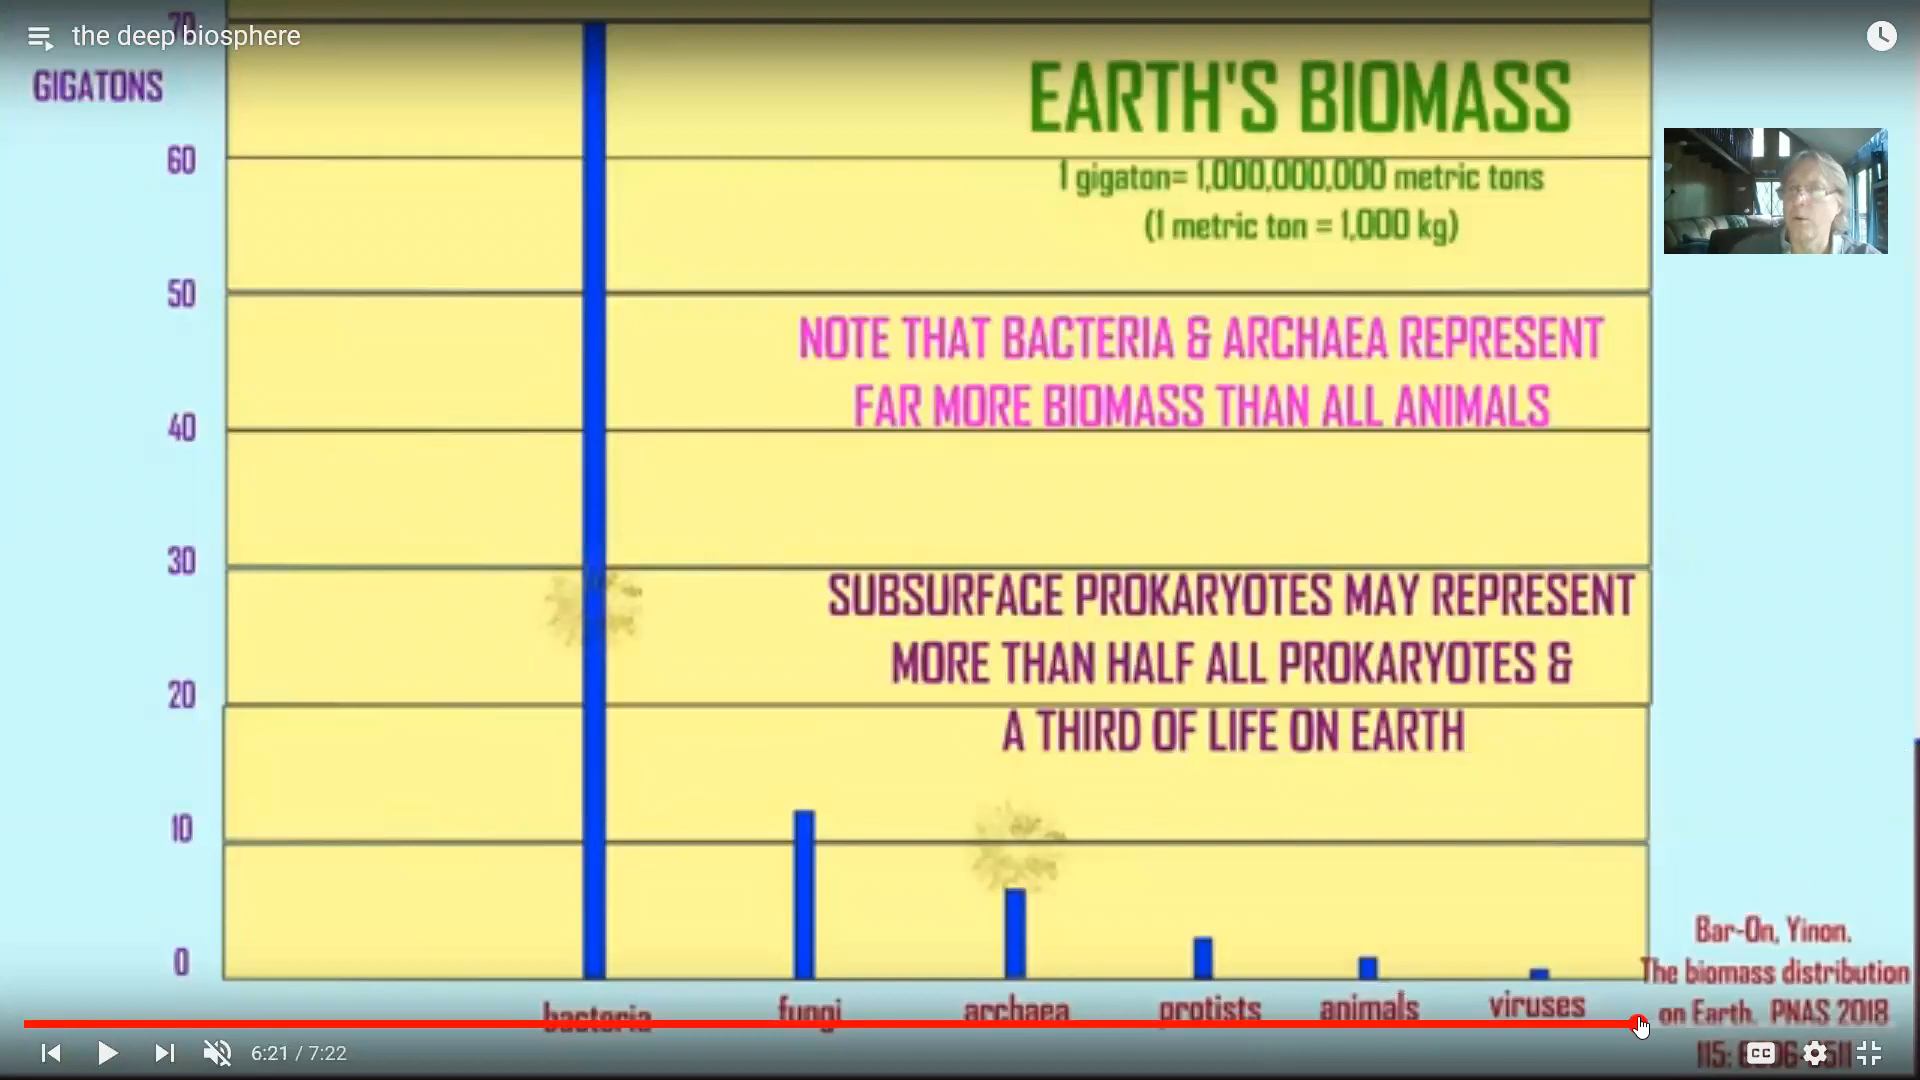 the deep biosphere
70
GIGATONS
EARTH'S BIOMASS
60
1 gigaton= 1,000,000,000 metric tons
(1 metric ton = 1,000 kg)
50
NOTE THAT BACTERIA & ARCHAEA REPRESENT
FAR MORE BIOMASS THAN ALL ANIMALS
40
30
SUBSURFACE PROKARYOTES MAY REPRESENT
MORE THAN HALF ALL PROKARYOTES &
20
A THIRD OF LIFE ON EARTH
10
0
bacteria fungi archaea protists animals viruses
Bar-On, Yinon.
The biomass distribution
on Earth. PNAS 2018
115:
6:21 / 7:22
CC